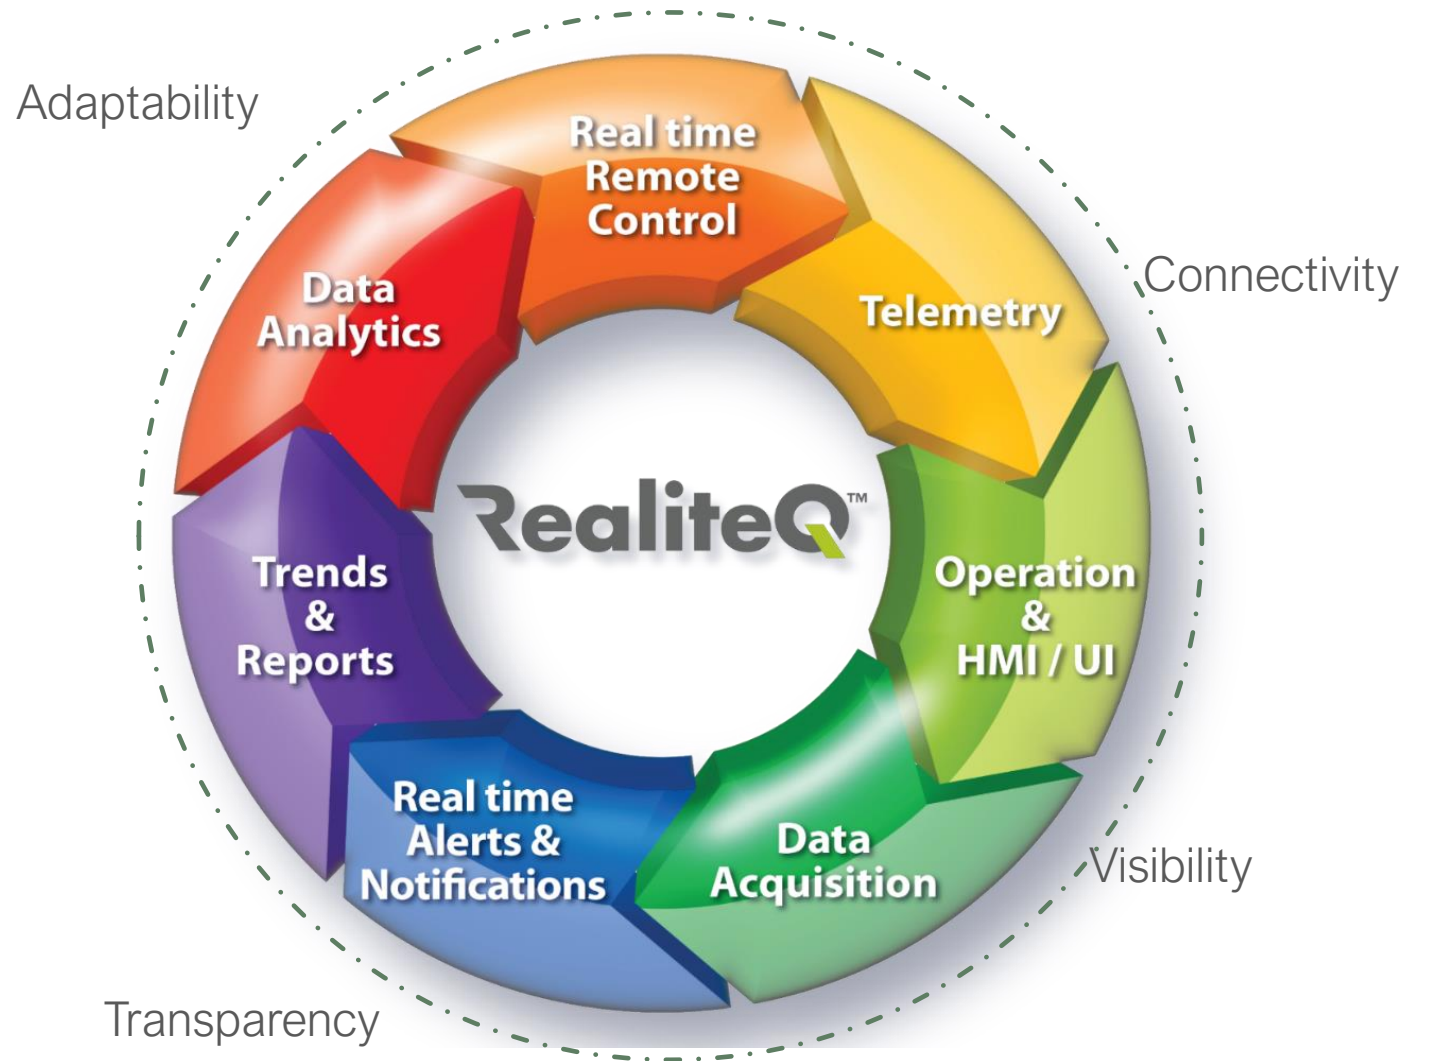 Adaptability
Real time
Remote
Control
Connectivity
Telemetry
Data
Analytics
RealiteQ™
Trends
&
Reports
Operation
&
HMI / UI
Real time
Alerts &
Notifications
Data
Acquisition
Visibility
Transparency